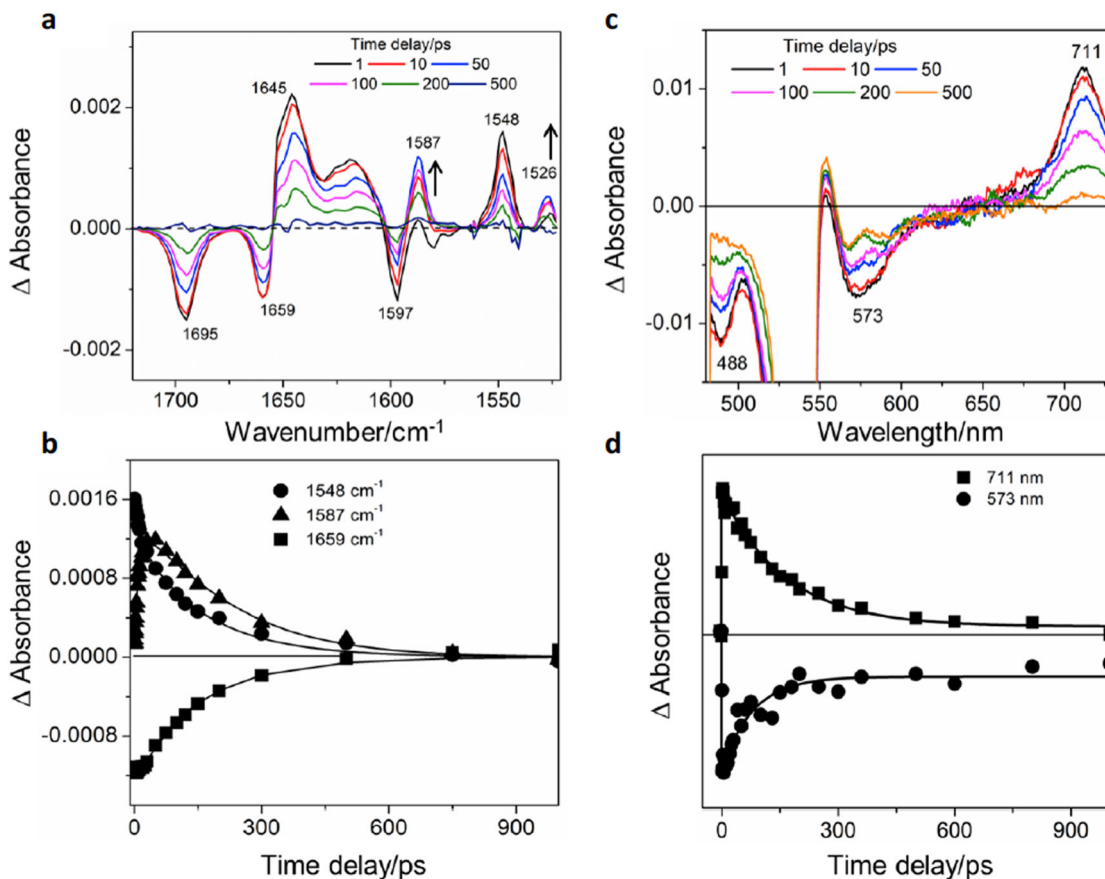 a
Time delay/ps
1 10 50
100 200 500
0.002
0.000
-0.002
Δ Absorbance
1645
1587
1548
1526
1695
1659
1597
1700 1650 1600 1550
Wavenumber/cm-1
c
Time delay/ps
1 10 50
100 200 500
711
0.01
0.00
-0.01
Δ Absorbance
573
488
500 550 600 650 700
Wavelength/nm
b
0.0016
0.0008
0.0000
-0.0008
Δ Absorbance
1548 cm-1
1587 cm-1
1659 cm-1
0 300 600 900
Time delay/ps
d
711 nm
573 nm
Δ Absorbance
0 300 600 900
Time delay/ps